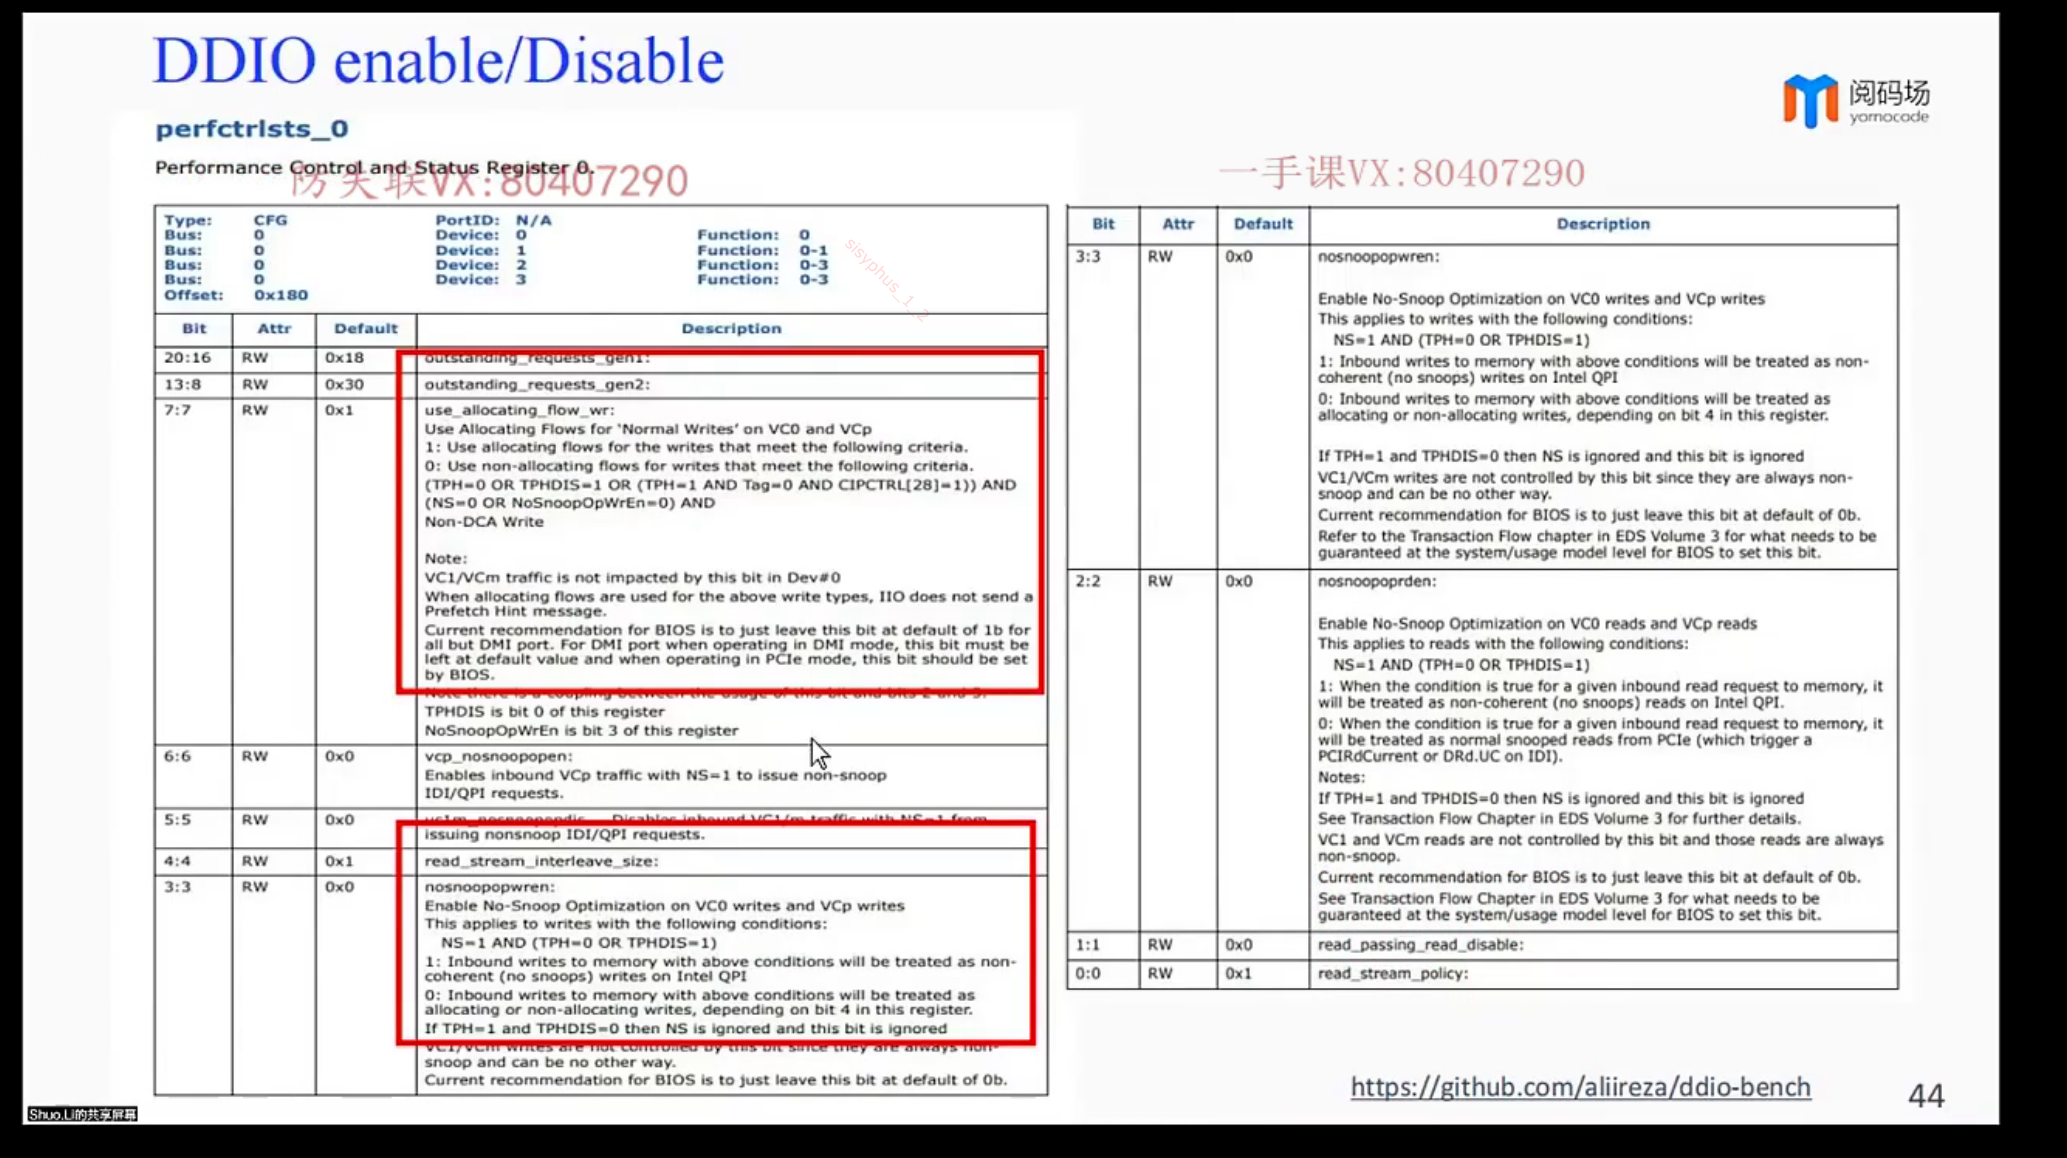 DDIO enable/Disable
阅码场
yomocode
perfctrlsts_0
Performance Control and Status Register 0.
防失联VX:80407290
一手课VX:80407290
Type: CFG PortID: N/A
Bus: 0 Device: 0 Function: 0
Bus: 0 Device: 1 Function: 0-1
Bus: 0 Device: 2 Function: 0-3
Bus: 0 Device: 3 Function: 0-3
Offset: 0x180
sisyphus_1_2
Bit Attr Default Description
20:16 RW 0x18 outstanding_requests_gen1:
13:8 RW 0x30 outstanding_requests_gen2:
7:7 RW 0x1 use_allocating_flow_wr:
Use Allocating Flows for 'Normal Writes' on VC0 and VCp
1: Use allocating flows for the writes that meet the following criteria.
0: Use non-allocating flows for writes that meet the following criteria.
(TPH=0 OR TPHDIS=1 OR (TPH=1 AND Tag=0 AND CIPCTRL[28]=1)) AND
(NS=0 OR NoSnoopOpWrEn=0) AND
Non-DCA Write
Note:
VC1/VCm traffic is not impacted by this bit in Dev#0
When allocating flows are used for the above write types, IIO does not send a
Prefetch Hint message.
Current recommendation for BIOS is to just leave this bit at default of 1b for
all but DMI port. For DMI port when operating in DMI mode, this bit must be
left at default value and when operating in PCIe mode, this bit should be set
by BIOS.
Note there is a coupling between the usage of this bit and bits 2 and 3.
TPHDIS is bit 0 of this register
NoSnoopOpWrEn is bit 3 of this register
6:6 RW 0x0 vcp_nosnoopopen:
Enables inbound VCp traffic with NS=1 to issue non-snoop
IDI/QPI requests.
5:5 RW 0x0 vc1m_nosnoopopdis: Disables inbound VC1/m traffic with NS=1 from
issuing nonsnoop IDI/QPI requests.
4:4 RW 0x1 read_stream_interleave_size:
3:3 RW 0x0 nosnoopopwren:
Enable No-Snoop Optimization on VC0 writes and VCp writes
This applies to writes with the following conditions:
NS=1 AND (TPH=0 OR TPHDIS=1)
1: Inbound writes to memory with above conditions will be treated as non-
coherent (no snoops) writes on Intel QPI
0: Inbound writes to memory with above conditions will be treated as
allocating or non-allocating writes, depending on bit 4 in this register.
If TPH=1 and TPHDIS=0 then NS is ignored and this bit is ignored
VC1/VCm writes are not controlled by this bit since they are always non-
snoop and can be no other way.
Current recommendation for BIOS is to just leave this bit at default of 0b.
Bit Attr Default Description
3:3 RW 0x0 nosnoopopwren:
Enable No-Snoop Optimization on VC0 writes and VCp writes
This applies to writes with the following conditions:
NS=1 AND (TPH=0 OR TPHDIS=1)
1: Inbound writes to memory with above conditions will be treated as non-
coherent (no snoops) writes on Intel QPI
0: Inbound writes to memory with above conditions will be treated as
allocating or non-allocating writes, depending on bit 4 in this register.
If TPH=1 and TPHDIS=0 then NS is ignored and this bit is ignored
VC1/VCm writes are not controlled by this bit since they are always non-
snoop and can be no other way.
Current recommendation for BIOS is to just leave this bit at default of 0b.
Refer to the Transaction Flow chapter in EDS Volume 3 for what needs to be
guaranteed at the system/usage model level for BIOS to set this bit.
2:2 RW 0x0 nosnoopoprden:
Enable No-Snoop Optimization on VC0 reads and VCp reads
This applies to reads with the following conditions:
NS=1 AND (TPH=0 OR TPHDIS=1)
1: When the condition is true for a given inbound read request to memory, it
will be treated as non-coherent (no snoops) reads on Intel QPI.
0: When the condition is true for a given inbound read request to memory, it
will be treated as normal snooped reads from PCIe (which trigger a
PCIRdCurrent or DRd.UC on IDI).
Notes:
If TPH=1 and TPHDIS=0 then NS is ignored and this bit is ignored
See Transaction Flow Chapter in EDS Volume 3 for further details.
VC1 and VCm reads are not controlled by this bit and those reads are always
non-snoop.
Current recommendation for BIOS is to just leave this bit at default of 0b.
See Transaction Flow Chapter in EDS Volume 3 for what needs to be
guaranteed at the system/usage model level for BIOS to set this bit.
1:1 RW 0x0 read_passing_read_disable:
0:0 RW 0x1 read_stream_policy:
https://github.com/aliireza/ddio-bench
44
Shuo.Li的共享屏幕